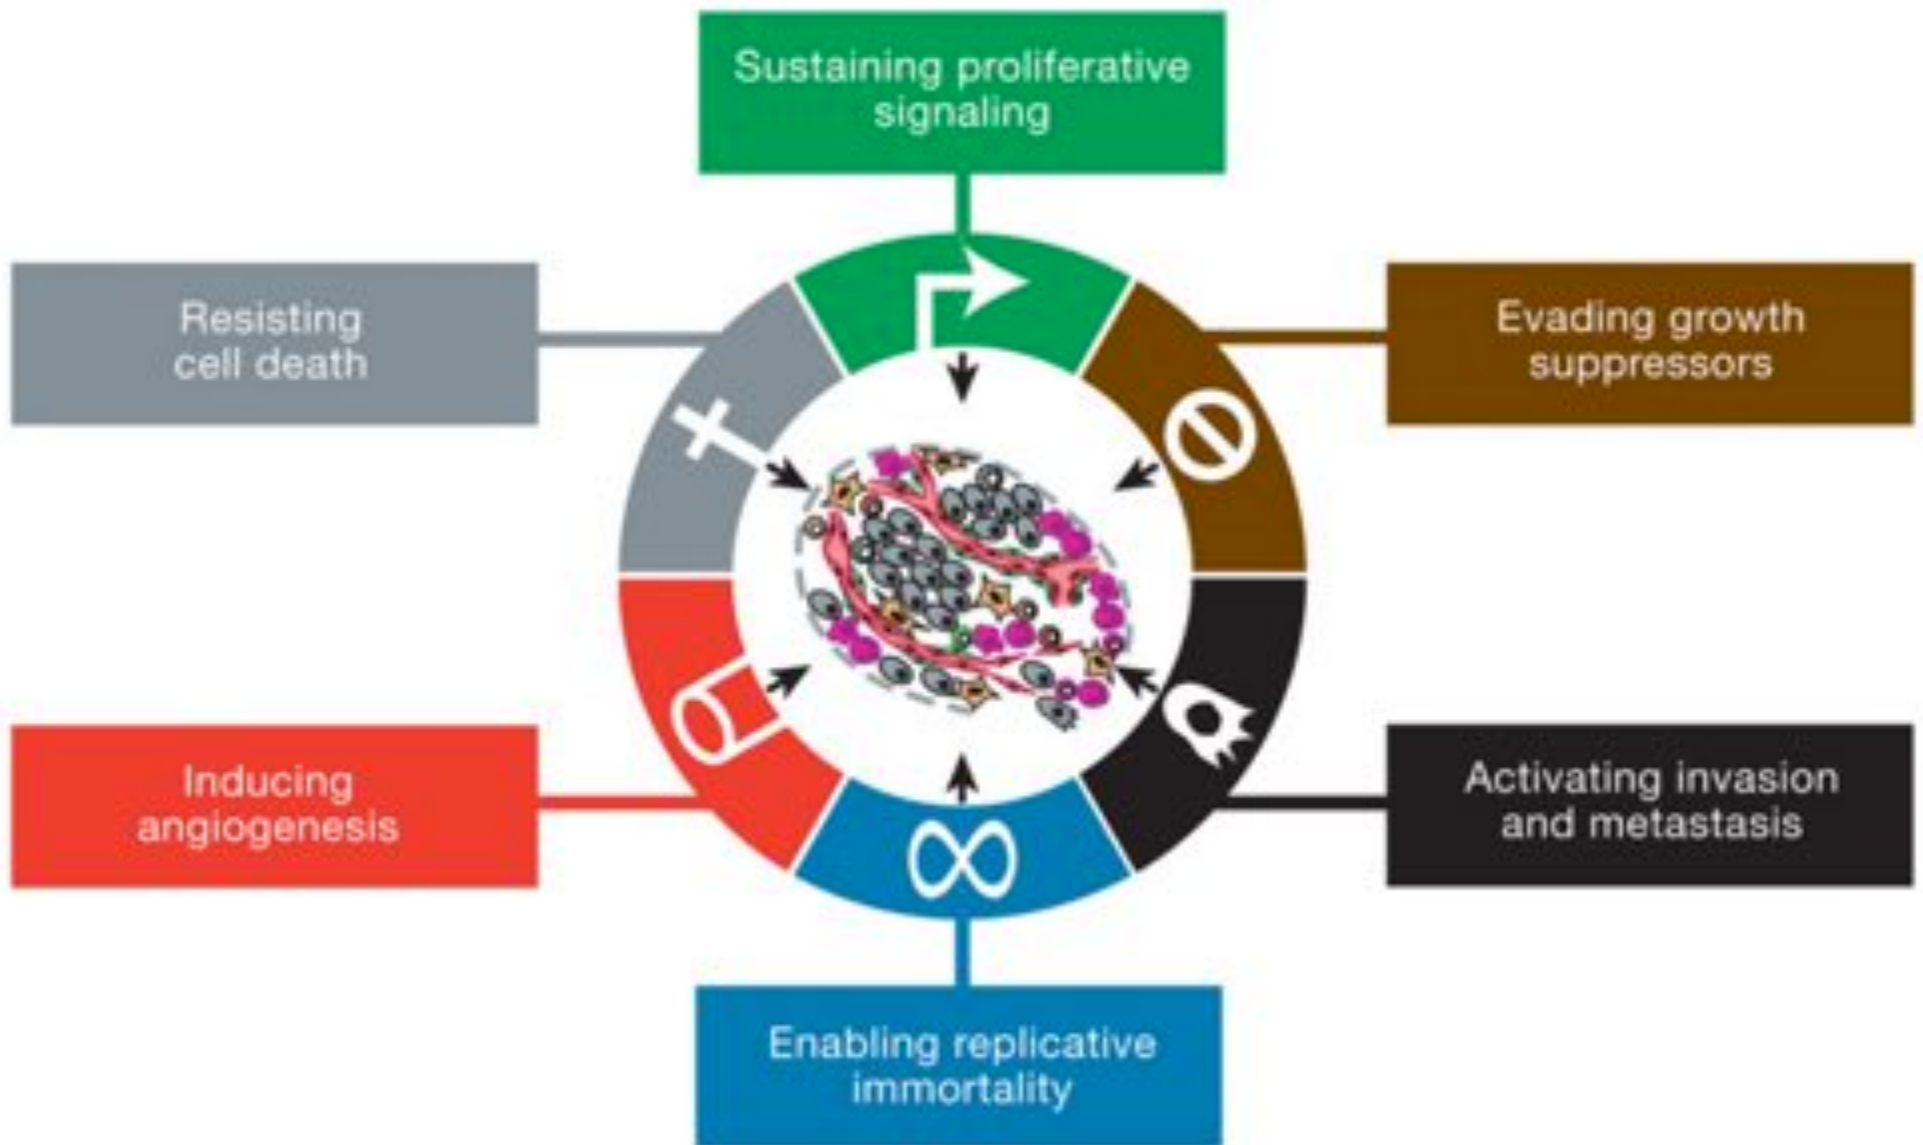 Sustaining proliferative
signaling
Resisting
cell death
Evading growth
suppressors
Inducing
angiogenesis
Activating invasion
and metastasis
Enabling replicative
immortality